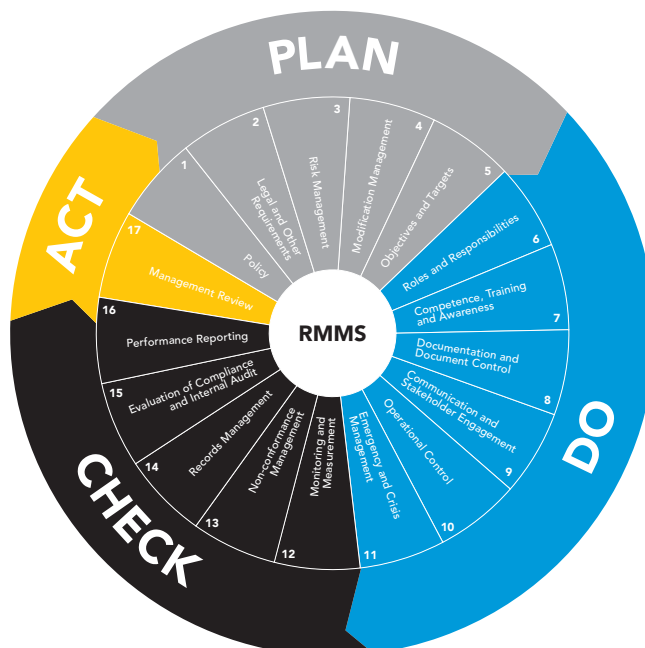 PLAN
DO
CHECK
ACT
RMMS
1
Policy
2
Legal and Other
Requirements
3
Risk Management
4
Modification Management
5
Objectives and Targets
6
Roles and Responsibilities
7
Competence, Training
and Awareness
8
Documentation and
Document Control
9
Communication and
Stakeholder Engagement
10
Operational Control
11
Emergency and Crisis
Management
12
Monitoring and
Measurement
13
Non-conformance
Management
14
Records Management
15
Evaluation of Compliance
and Internal Audit
16
Performance Reporting
17
Management Review